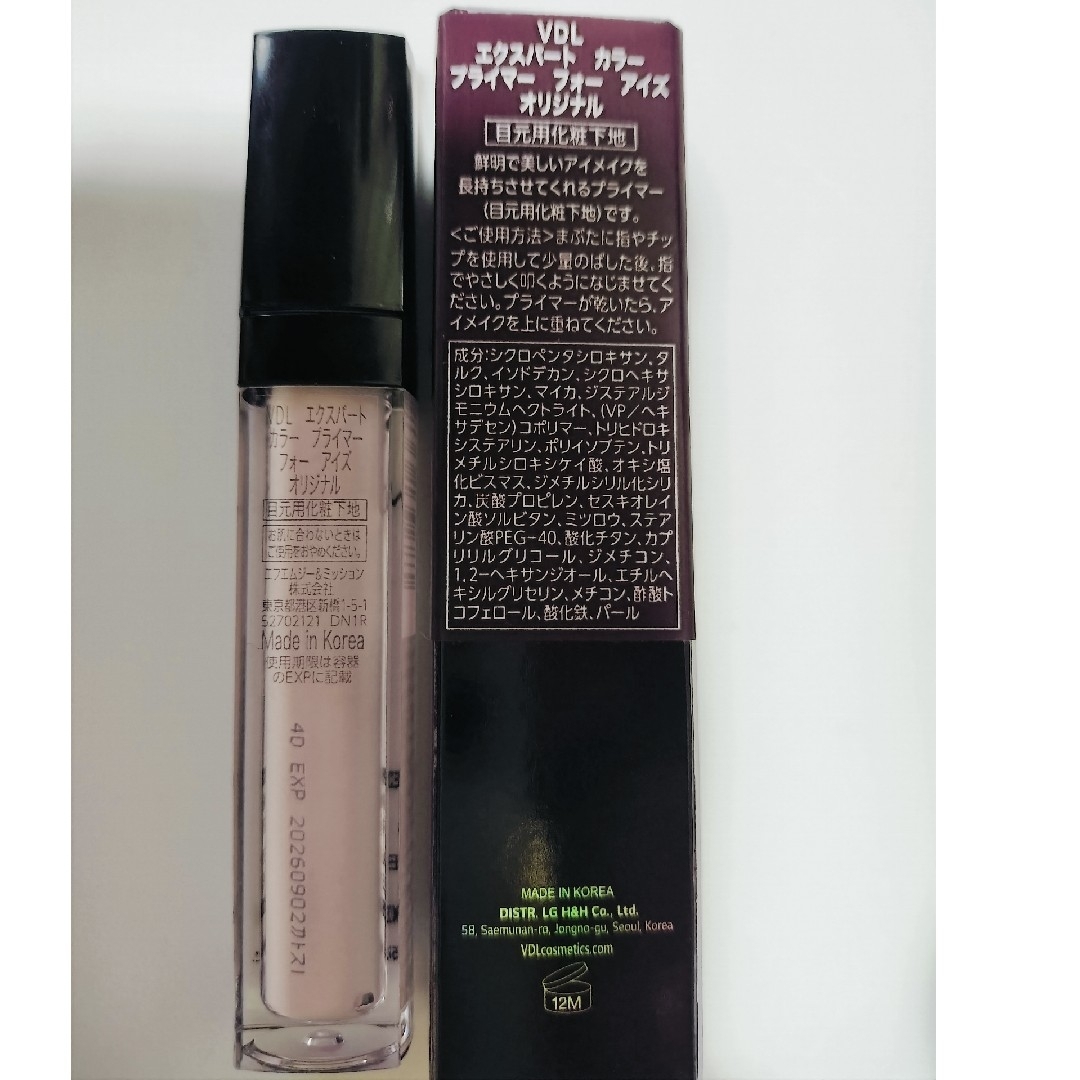 VDL エクスパート
カラー プライマー
フォー アイズ
オリジナル
目元用化粧下地
お肌に合わないときは
ご使用をおやめください。
エフエムジー&ミッション
株式会社
東京都港区新橋1-5-1
52702121 DN1R
Made in Korea
使用期限は容器
のEXPに記載
4D EXP 20260902까지
VDL
エクスパート カラー
プライマー フォー アイズ
オリジナル
目元用化粧下地
鮮明で美しいアイメイクを
長持ちさせてくれるプライマー
(目元用化粧下地)です。
<ご使用方法>まぶたに指やチッ
プを使用して少量のばした後、指
でやさしく叩くようになじませてく
ださい。プライマーが乾いたら、ア
イメイクを上に重ねてください。
成分:シクロペンタシロキサン、タ
ルク、イソドデカン、シクロヘキサ
シロキサン、マイカ、ジステアルジ
モニウムヘクトライト、(VP/ヘキ
サデセン)コポリマー、トリヒドロキ
システアリン、ポリイソブテン、トリ
メチルシロキシケイ酸、オキシ塩
化ビスマス、ジメチルシリル化シリ
カ、炭酸プロピレン、セスキオレイ
ン酸ソルビタン、ミツロウ、ステア
リン酸PEG-40、酸化チタン、カプ
リリルグリコール、ジメチコン、
1,2-ヘキサンジオール、エチルヘ
キシルグリセリン、メチコン、酢酸ト
コフェロール、酸化鉄、パール
MADE IN KOREA
DISTR. LG H&H Co., Ltd.
58, Saemunan-ro, Jongno-gu, Seoul, Korea
VDLcosmetics.com
12M